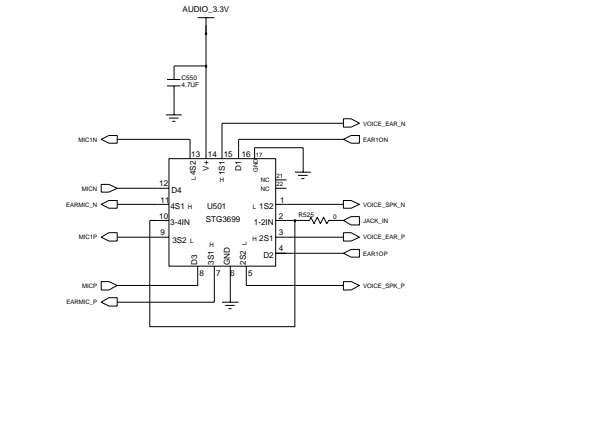 AUDIO_3.3V
C550
4.7UF
VOICE_EAR_N
MIC1N
EAR1ON
13 14 15 16 17
4S2 V+ 1S1 D1 GND
L H
NC 21
NC 22
MICN 12 D4
EARMIC_N 11 4S1 H
U501
L 1S2 1 VOICE_SPK_N
10 3-4IN
STG3699
1-2IN 2 R525 0 JACK_IN
MIC1P 9 3S2 L
H 2S1 3 VOICE_EAR_P
D2 4 EAR1OP
H L
D3 3S1 GND 2S2
8 7 6 5
MICP
VOICE_SPK_P
EARMIC_P